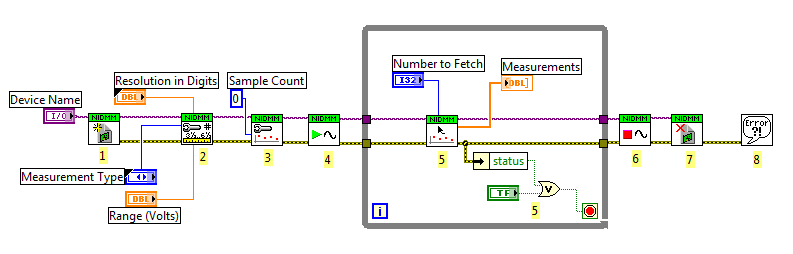 Device Name
I/O
NIDMM
1
Resolution in Digits
DBL
NIDMM
2
Measurement Type
DBL
Range (Volts)
Sample Count
0
NIDMM
3
NIDMM
4
Number to Fetch
I32
Measurements
DBL
NIDMM
5
status
TF
V
5
i
NIDMM
6
NIDMM
7
Error
?!
8